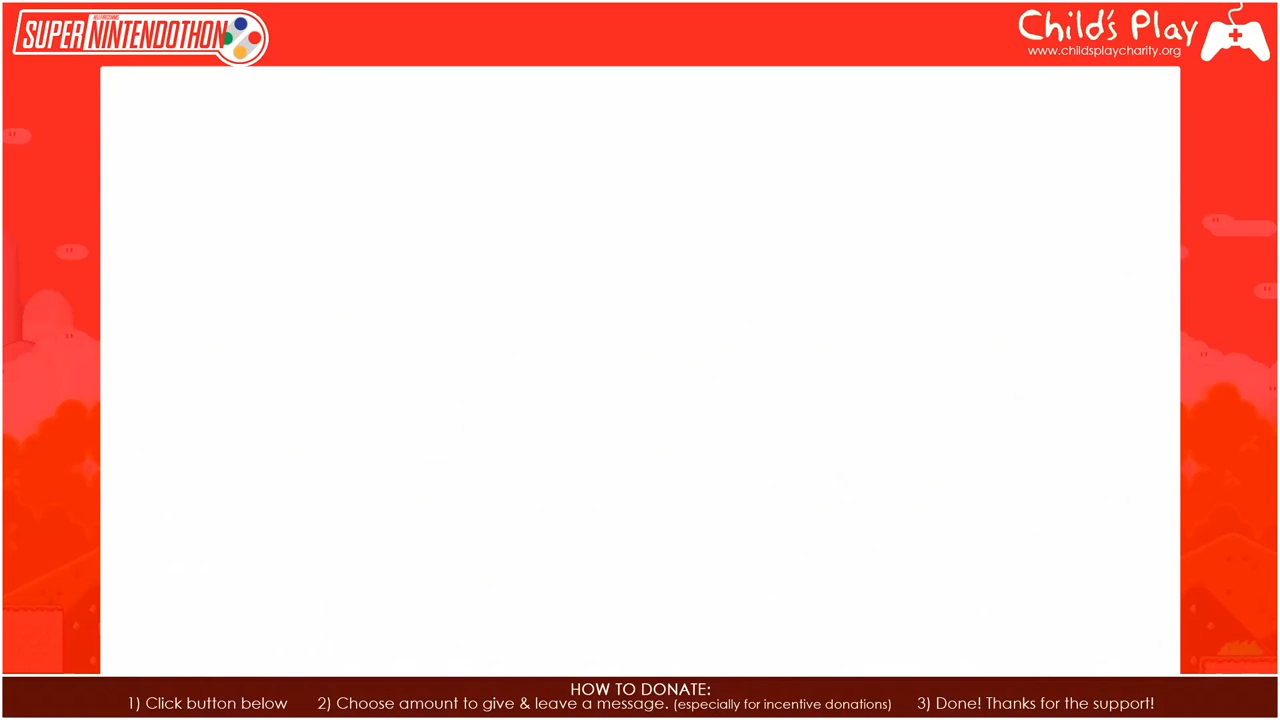 SUPER NINTENDOTHON
Child's Play
www.childsplaycharity.org
HOW TO DONATE:
1) Click button below 2) Choose amount to give & leave a message. (especially for incentive donations) 3) Done! Thanks for the support!